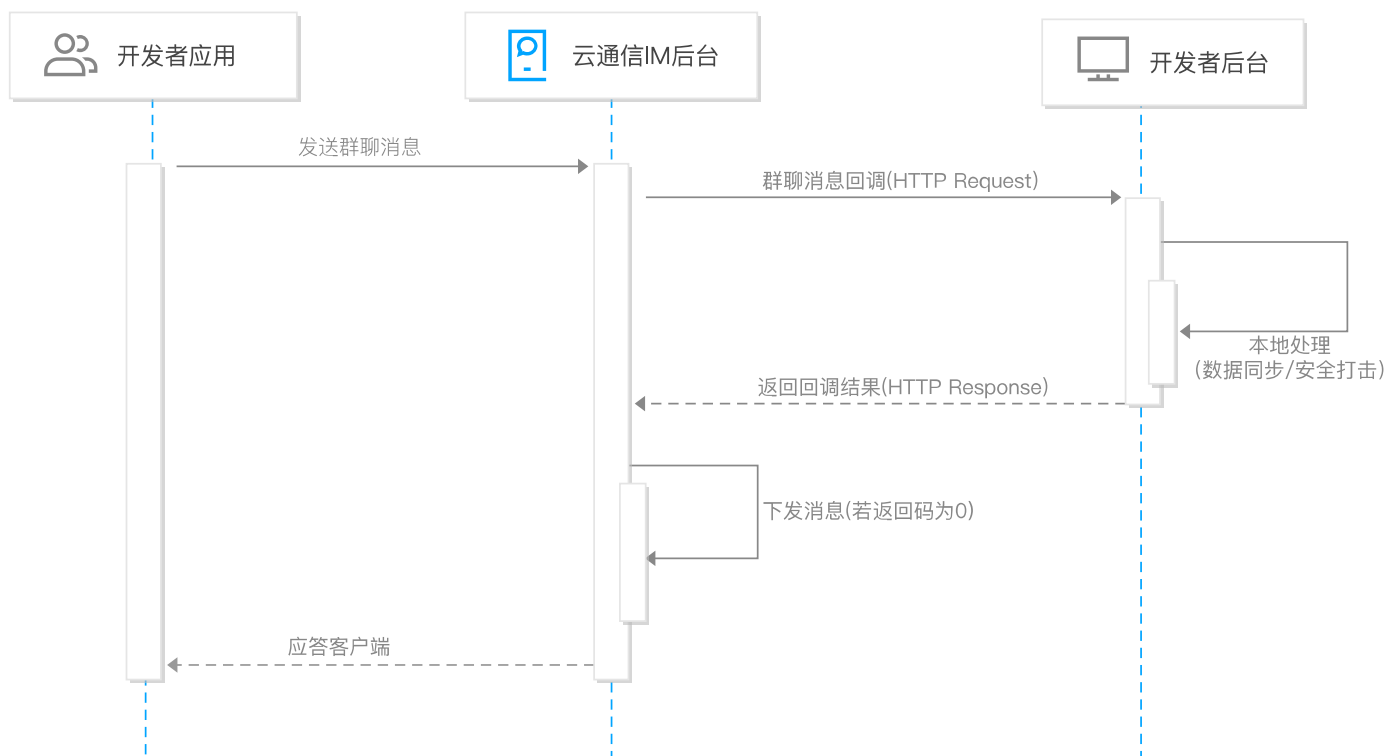 开发者应用
云通信IM后台
开发者后台
发送群聊消息
群聊消息回调(HTTP Request)
本地处理
(数据同步/安全打击)
返回回调结果(HTTP Response)
下发消息(若返回码为0)
应答客户端